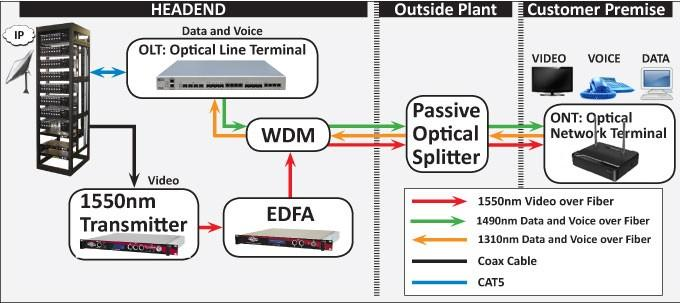 HEADEND
Outside Plant
Customer Premise
IP
Data and Voice
OLT: Optical Line Terminal
VIDEO
VOICE
DATA
WDM
Passive
Optical
Splitter
ONT: Optical
Network Terminal
Video
1550nm
Transmitter
EDFA
1550nm Video over Fiber
1490nm Data and Voice over Fiber
1310nm Data and Voice over Fiber
Coax Cable
CAT5